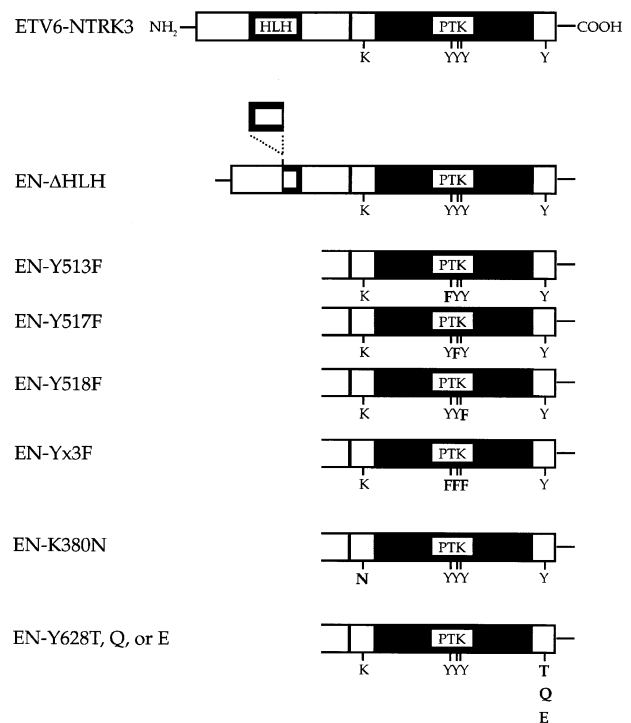 ETV6-NTRK3 NH2 HLH PTK COOH
K YYY Y
EN-ΔHLH PTK
K YYY Y
EN-Y513F PTK
K FYY Y
EN-Y517F PTK
K YFY Y
EN-Y518F PTK
K YYF Y
EN-Yx3F PTK
K FFF Y
EN-K380N PTK
N YYY Y
EN-Y628T, Q, or E PTK
K YYY T
Q
E